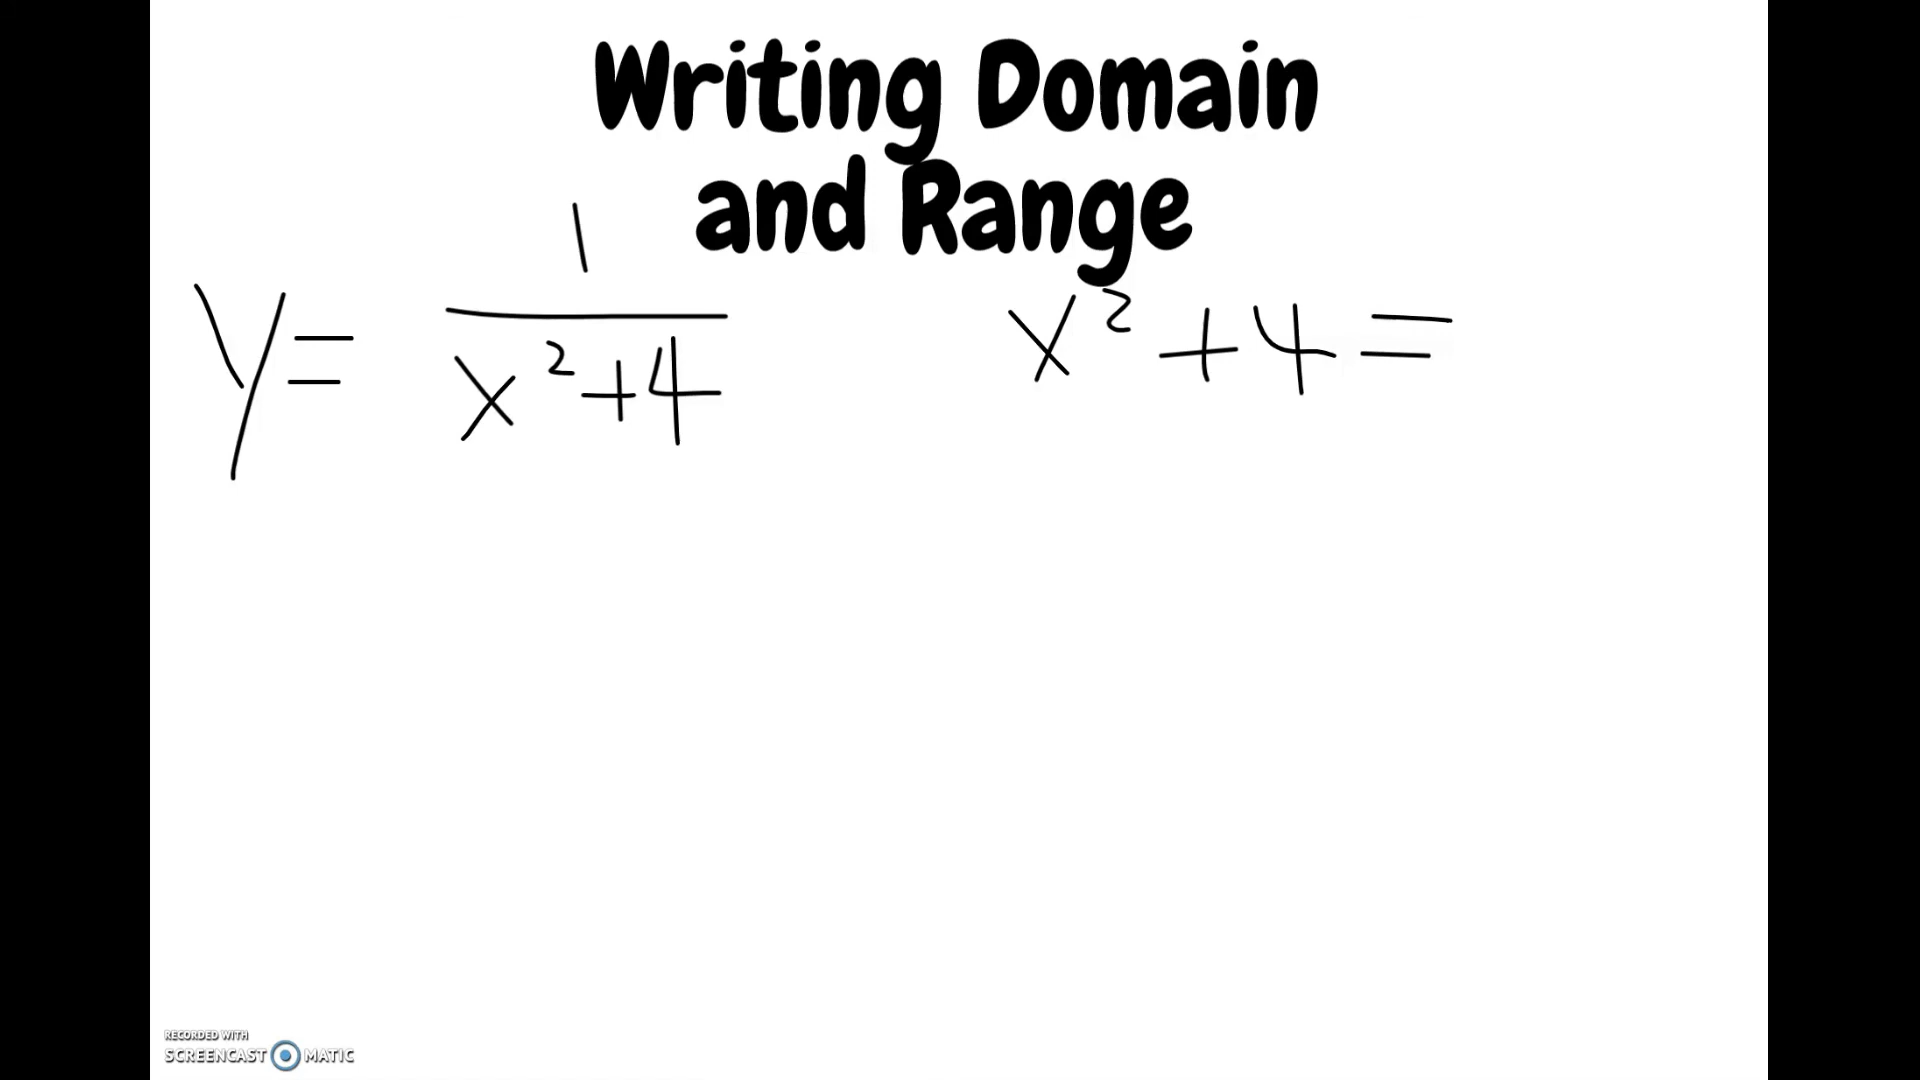 Writing Domain
and Range
y = 1 / x² + 4
x² + 4 =
RECORDED WITH
SCREENCAST MATIC